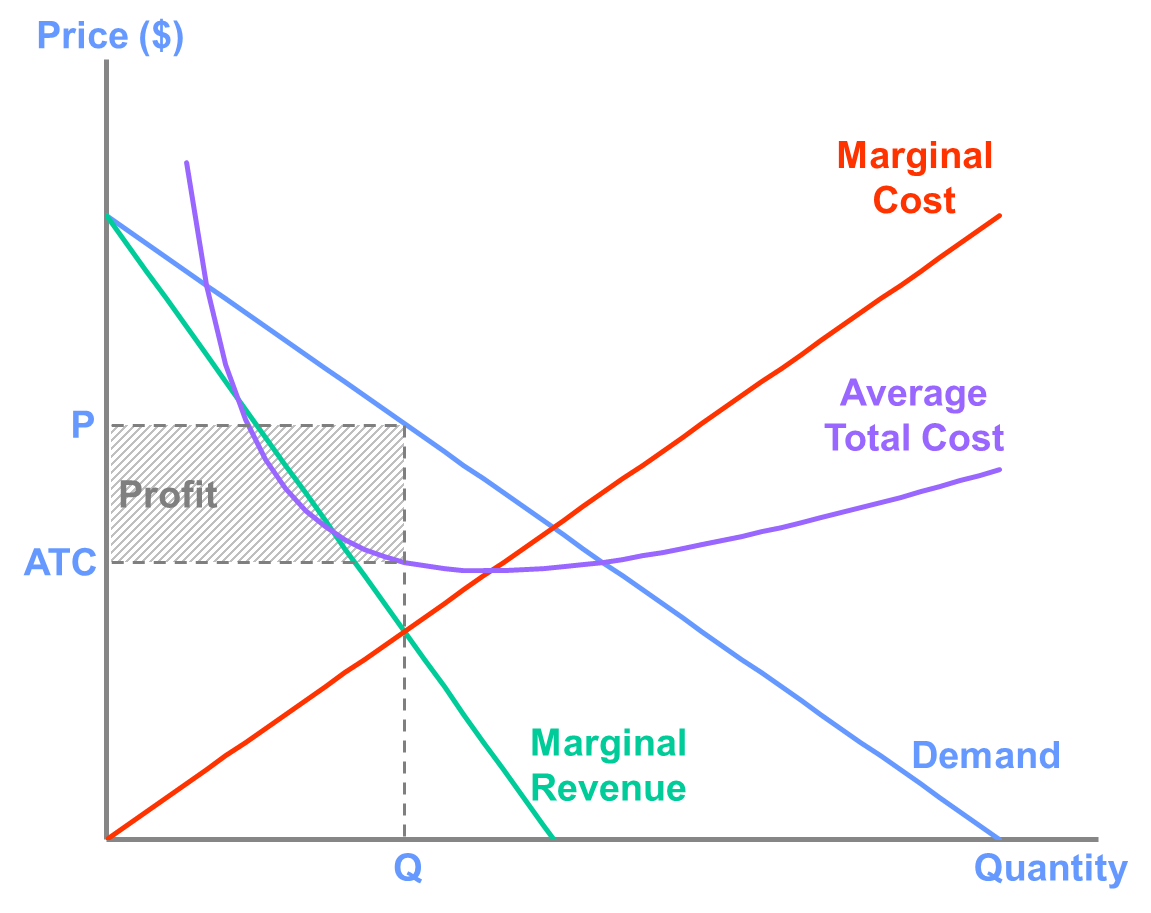 Price ($)
Marginal
Cost
Average
Total Cost
P
Profit
ATC
Marginal
Revenue
Demand
Q
Quantity